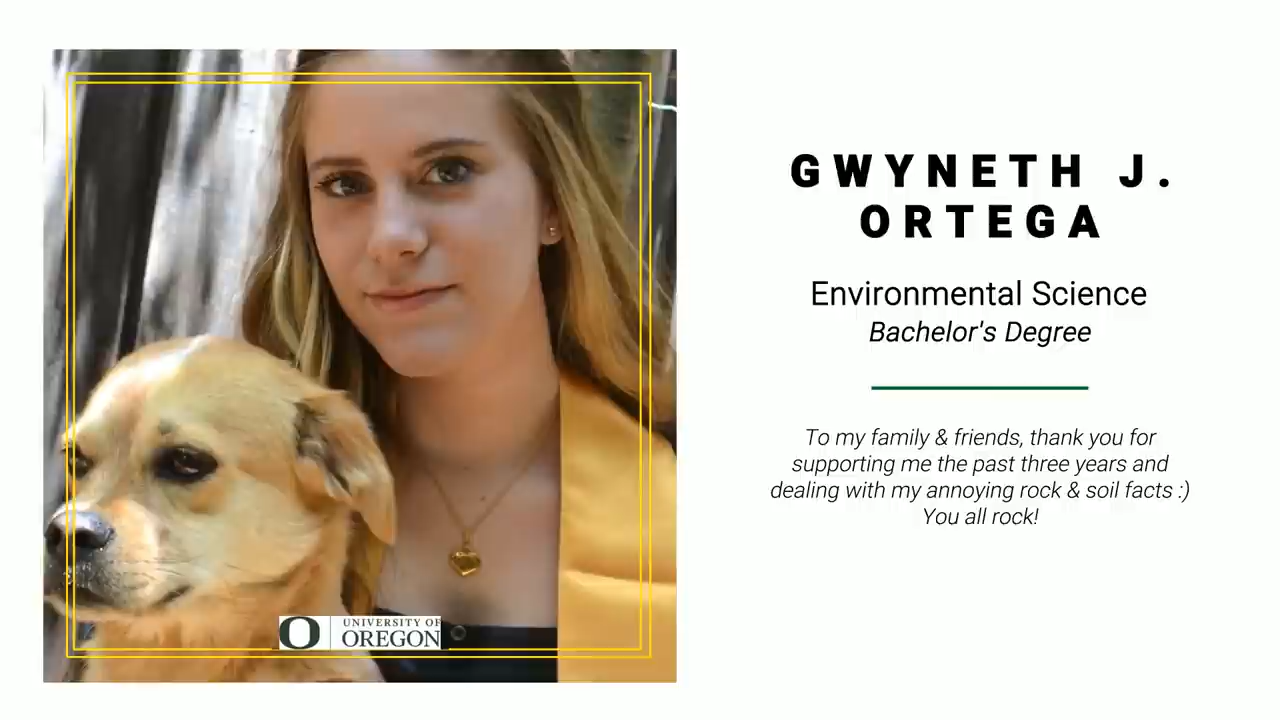 GWYNETH J.
ORTEGA
Environmental Science
Bachelor's Degree
To my family & friends, thank you for
supporting me the past three years and
dealing with my annoying rock & soil facts :)
You all rock!
O UNIVERSITY OF
OREGON